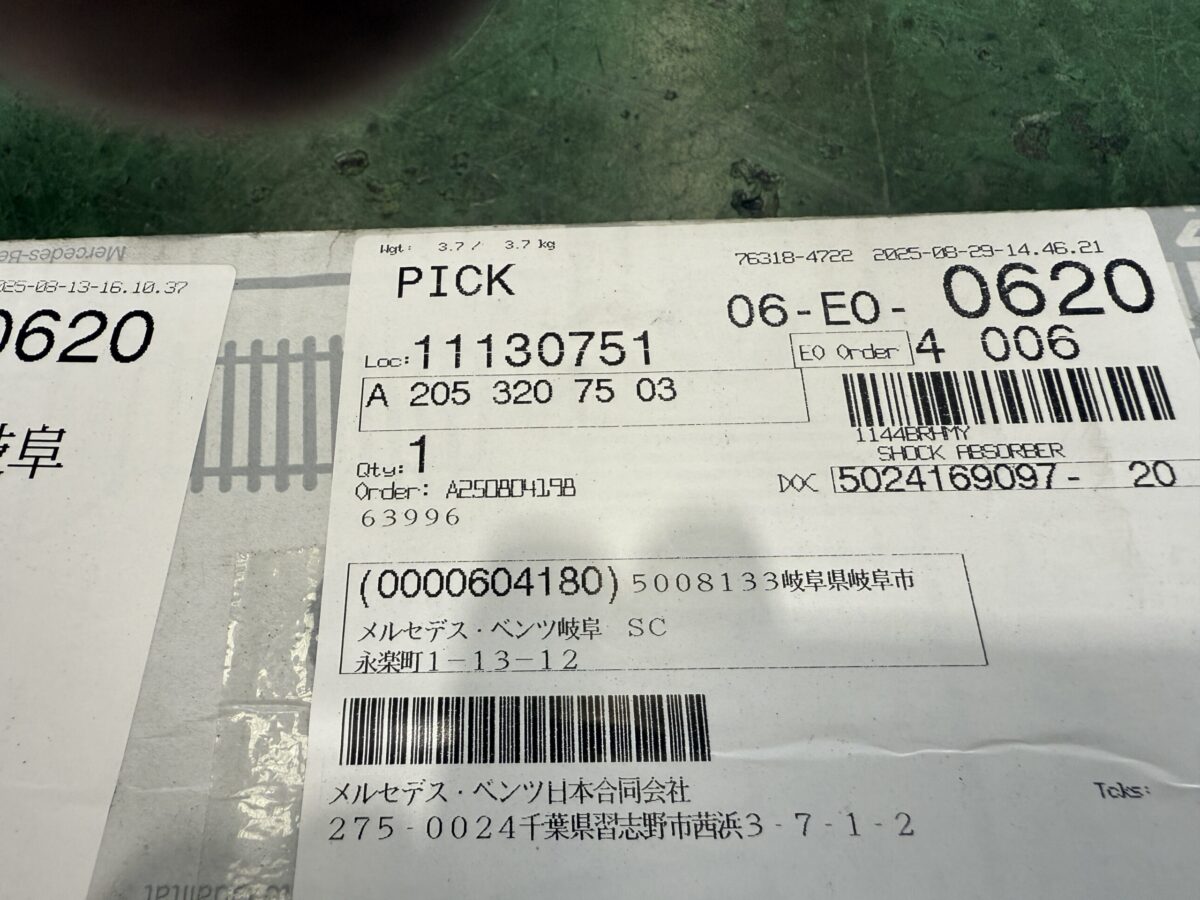 Mercedes-Be
25-08-13-16.10.37
0620
岐阜
Wgt: 3.7 / 3.7 kg
76318-4722 2025-08-29-14.46.21
PICK
06-E0- 0620
Loc:11130751
EO Order 4 006
A 205 320 75 03
1144BRHMY
SHOCK ABSORBER
Qty:1
DOC 5024169097- 20
Order: A250804198
63996
(0000604180) 5008133岐阜県岐阜市
メルセデス・ベンツ岐阜 SC
永楽町1-13-12
メルセデス・ベンツ日本合同会社
275-0024千葉県習志野市茜浜3-7-1-2